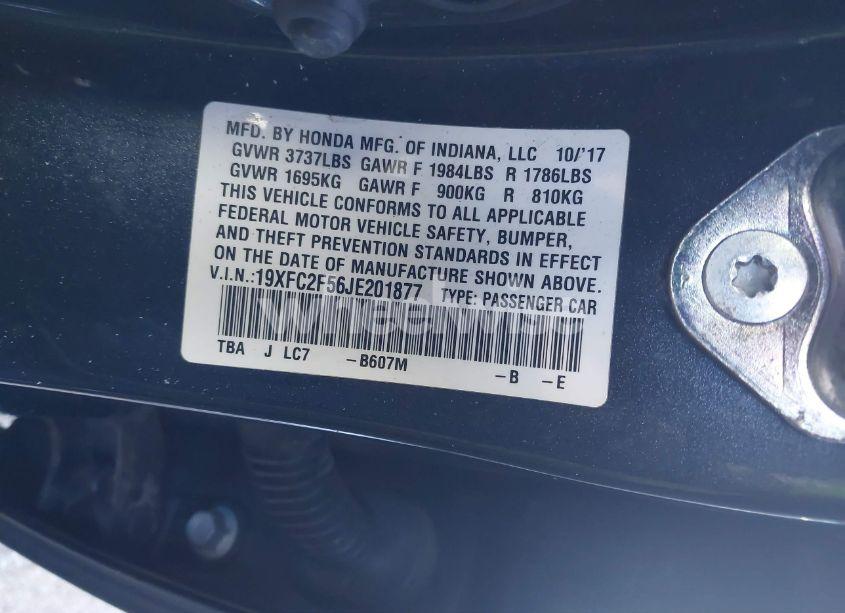 MFD. BY HONDA MFG. OF INDIANA, LLC 10/'17
GVWR 3737LBS GAWR F 1984LBS R 1786LBS
GVWR 1695KG GAWR F 900KG R 810KG
THIS VEHICLE CONFORMS TO ALL APPLICABLE
FEDERAL MOTOR VEHICLE SAFETY, BUMPER,
AND THEFT PREVENTION STANDARDS IN EFFECT
ON THE DATE OF MANUFACTURE SHOWN ABOVE.
V.I.N.:19XFC2F56JE201877 TYPE: PASSENGER CAR
Wheelwise
TBA J LC7 -B607M -B -E